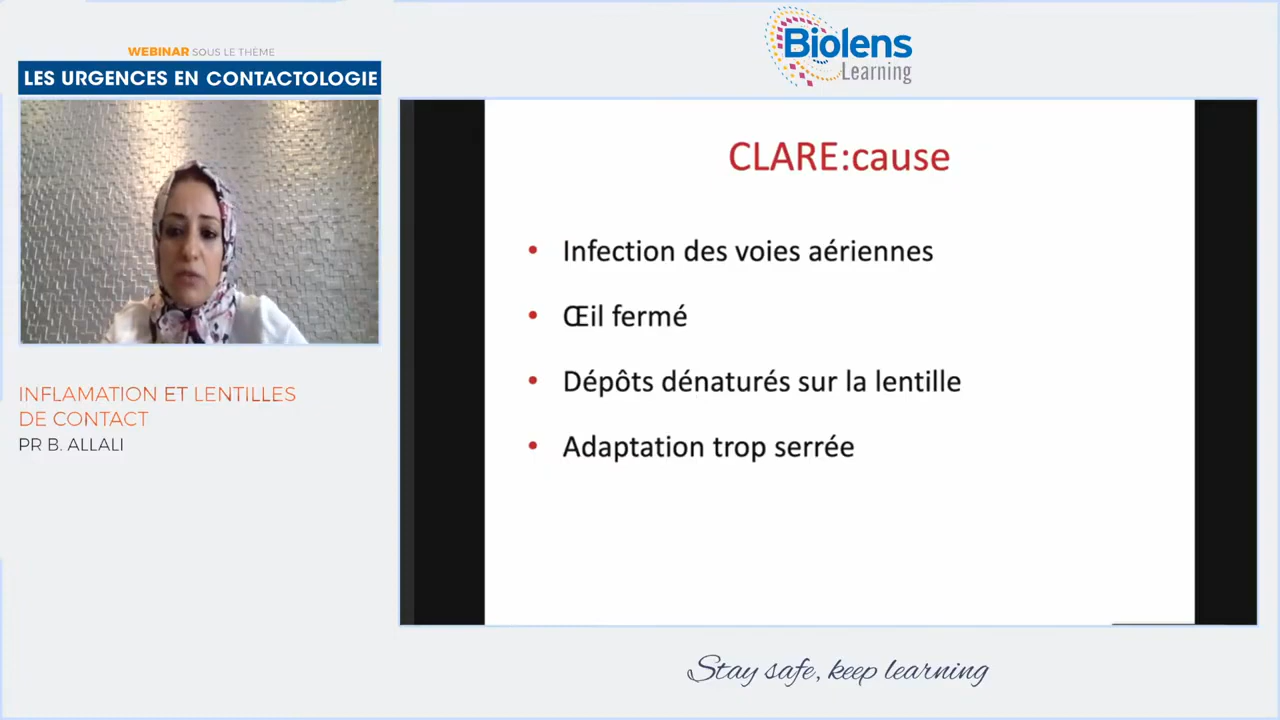 WEBINAR SOUS LE THÈME
LES URGENCES EN CONTACTOLOGIE
Biolens
Learning
CLARE:cause
• Infection des voies aériennes
• Œil fermé
• Dépôts dénaturés sur la lentille
• Adaptation trop serrée
INFLAMATION ET LENTILLES
DE CONTACT
PR B. ALLALI
Stay safe, keep learning